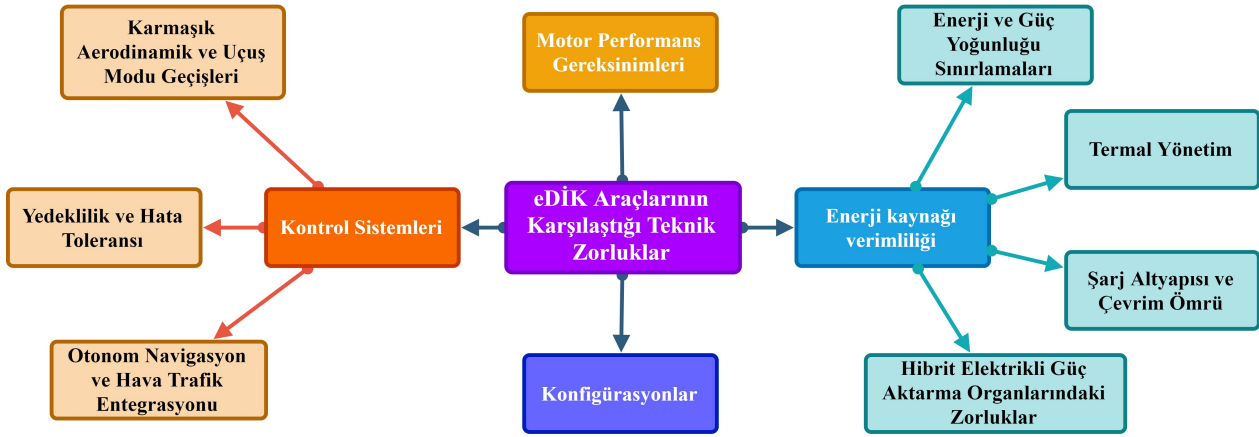 Karmaşık
Aerodinamik ve Uçuş
Modu Geçişleri
Motor Performans
Gereksinimleri
Enerji ve Güç
Yoğunluğu
Sınırlamaları
Termal Yönetim
Yedeklilik ve Hata
Toleransı
Kontrol Sistemleri
eDİK Araçlarının
Karşılaştığı Teknik
Zorluklar
Enerji kaynağı
verimliliği
Şarj Altyapısı ve
Çevrim Ömrü
Otonom Navigasyon
ve Hava Trafik
Entegrasyonu
Konfigürasyonlar
Hibrit Elektrikli Güç
Aktarma Organlarındaki
Zorluklar